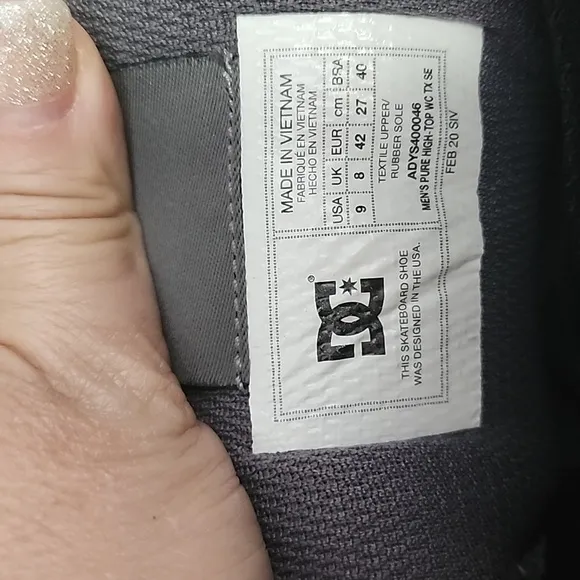 MADE IN VIETNAM
FABRIQUÉ EN VIETNAM
HECHO EN VIETNAM
USA UK EUR cm BRA
9 8 42 27 40
TEXTILE UPPER/
RUBBER SOLE
ADYS400046
MEN'S PURE HIGH-TOP WC TX SE
FEB 20 SIV
DC®
THIS SKATEBOARD SHOE
WAS DESIGNED IN THE USA.